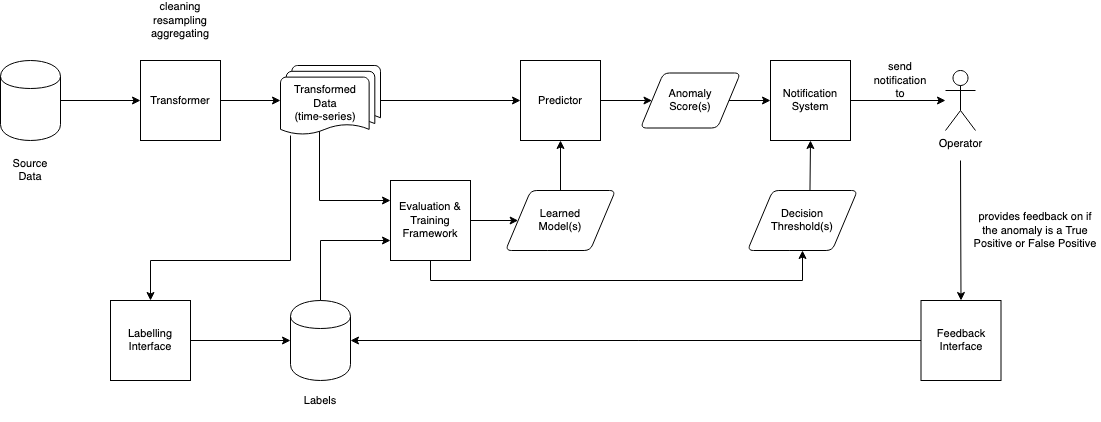 cleaning
resampling
aggregating
Source
Data
Transformer
Transformed
Data
(time-series)
Predictor
Anomaly
Score(s)
Notification
System
send
notification
to
Operator
Evaluation &
Training
Framework
Learned
Model(s)
Decision
Threshold(s)
provides feedback on if
the anomaly is a True
Positive or False Positive
Labelling
Interface
Labels
Feedback
Interface